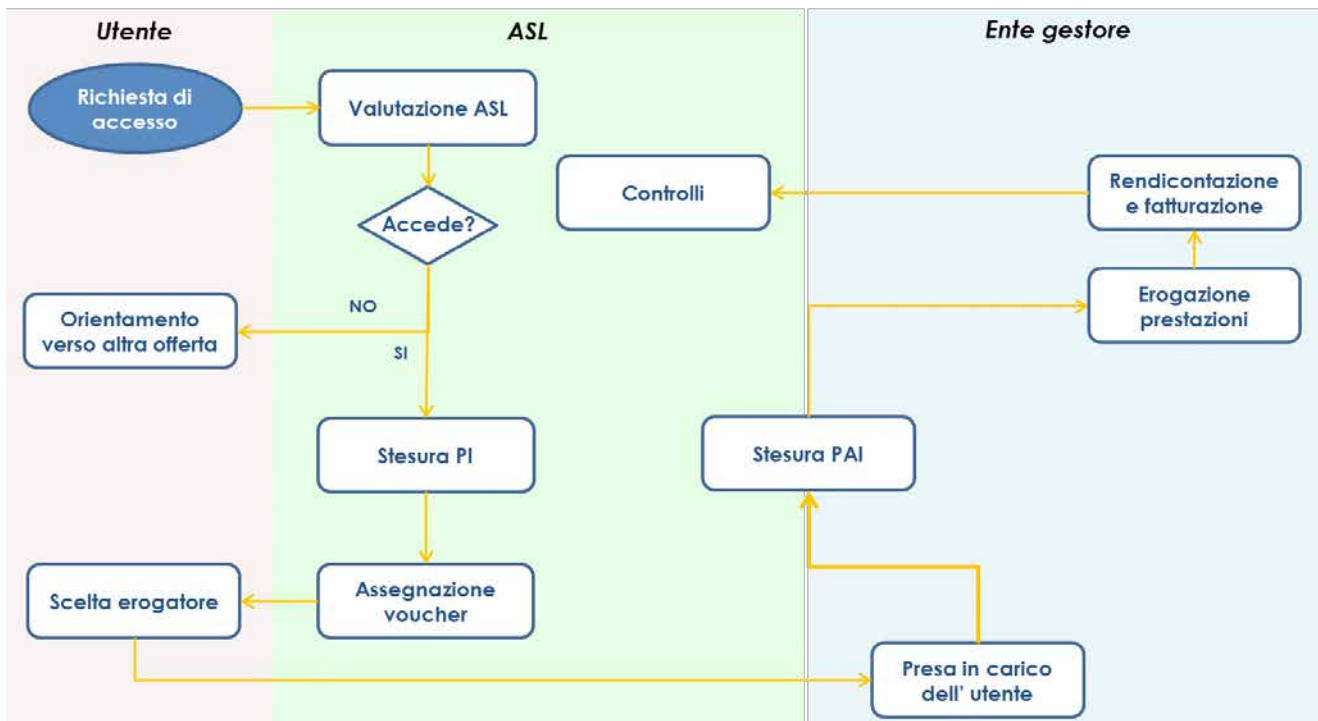 Utente
ASL
Ente gestore
Richiesta di
accesso
Valutazione ASL
Controlli
Rendicontazione
e fatturazione
Accede?
NO
Orientamento
verso altra offerta
SI
Erogazione
prestazioni
Stesura PI
Stesura PAI
Scelta erogatore
Assegnazione
voucher
Presa in carico
dell' utente